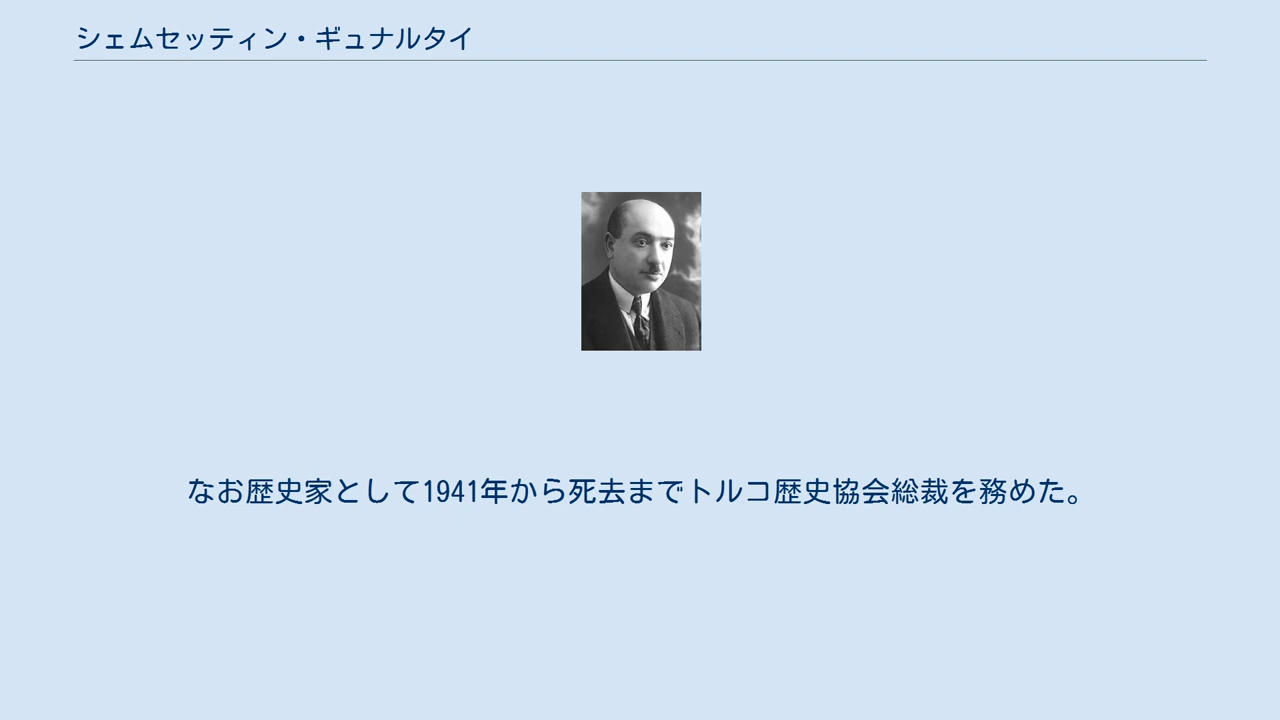 シェムセッティン・ギュナルタイ
なお歴史家として1941年から死去までトルコ歴史協会総裁を務めた。